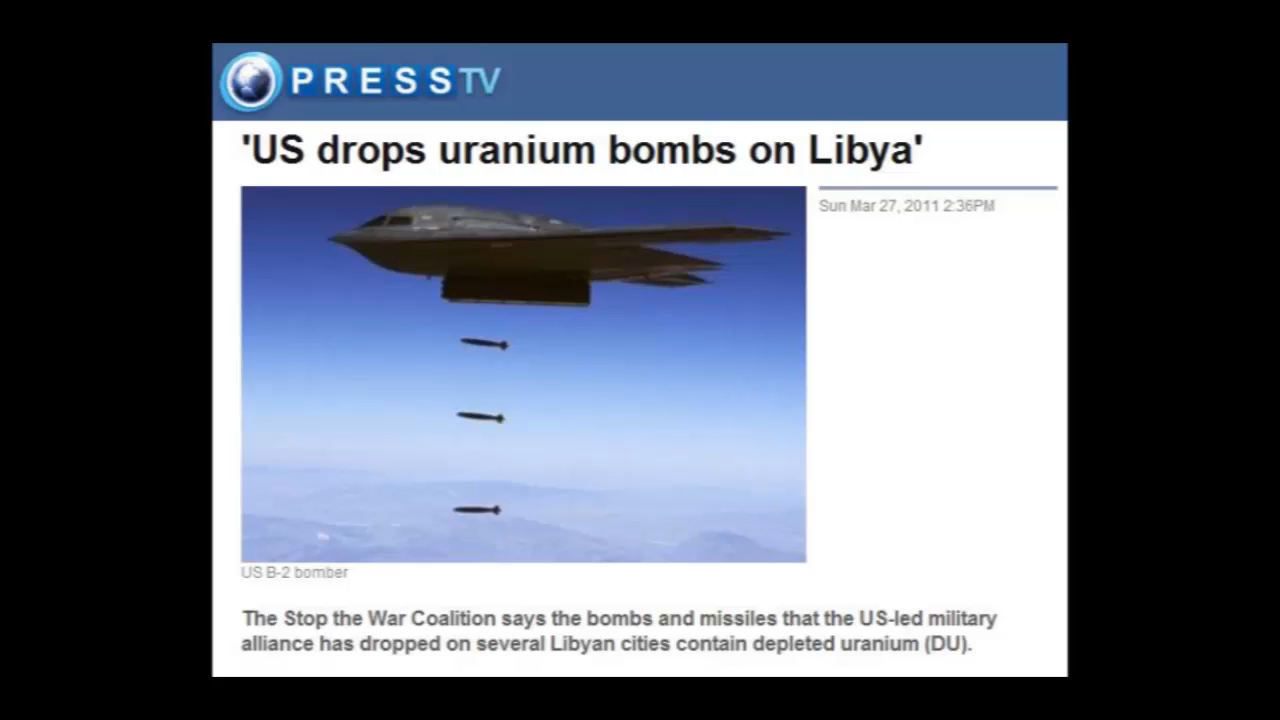 PRESSTV
'US drops uranium bombs on Libya'
Sun Mar 27, 2011 2:36PM
US B-2 bomber
The Stop the War Coalition says the bombs and missiles that the US-led military
alliance has dropped on several Libyan cities contain depleted uranium (DU).